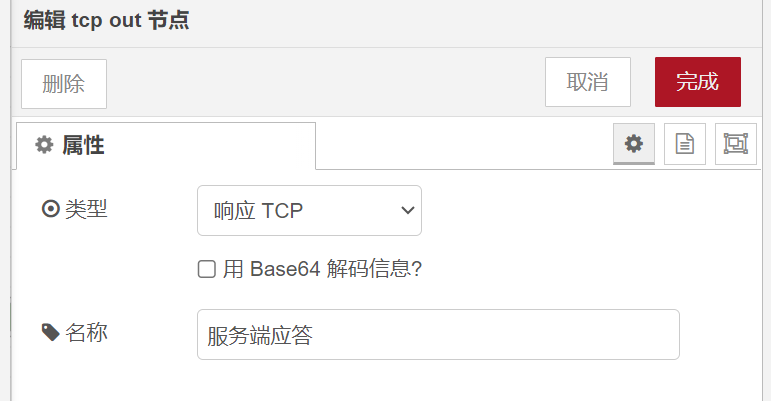 编辑 tcp out 节点
删除
取消
完成
属性
类型
响应 TCP
用 Base64 解码信息?
名称
服务端应答